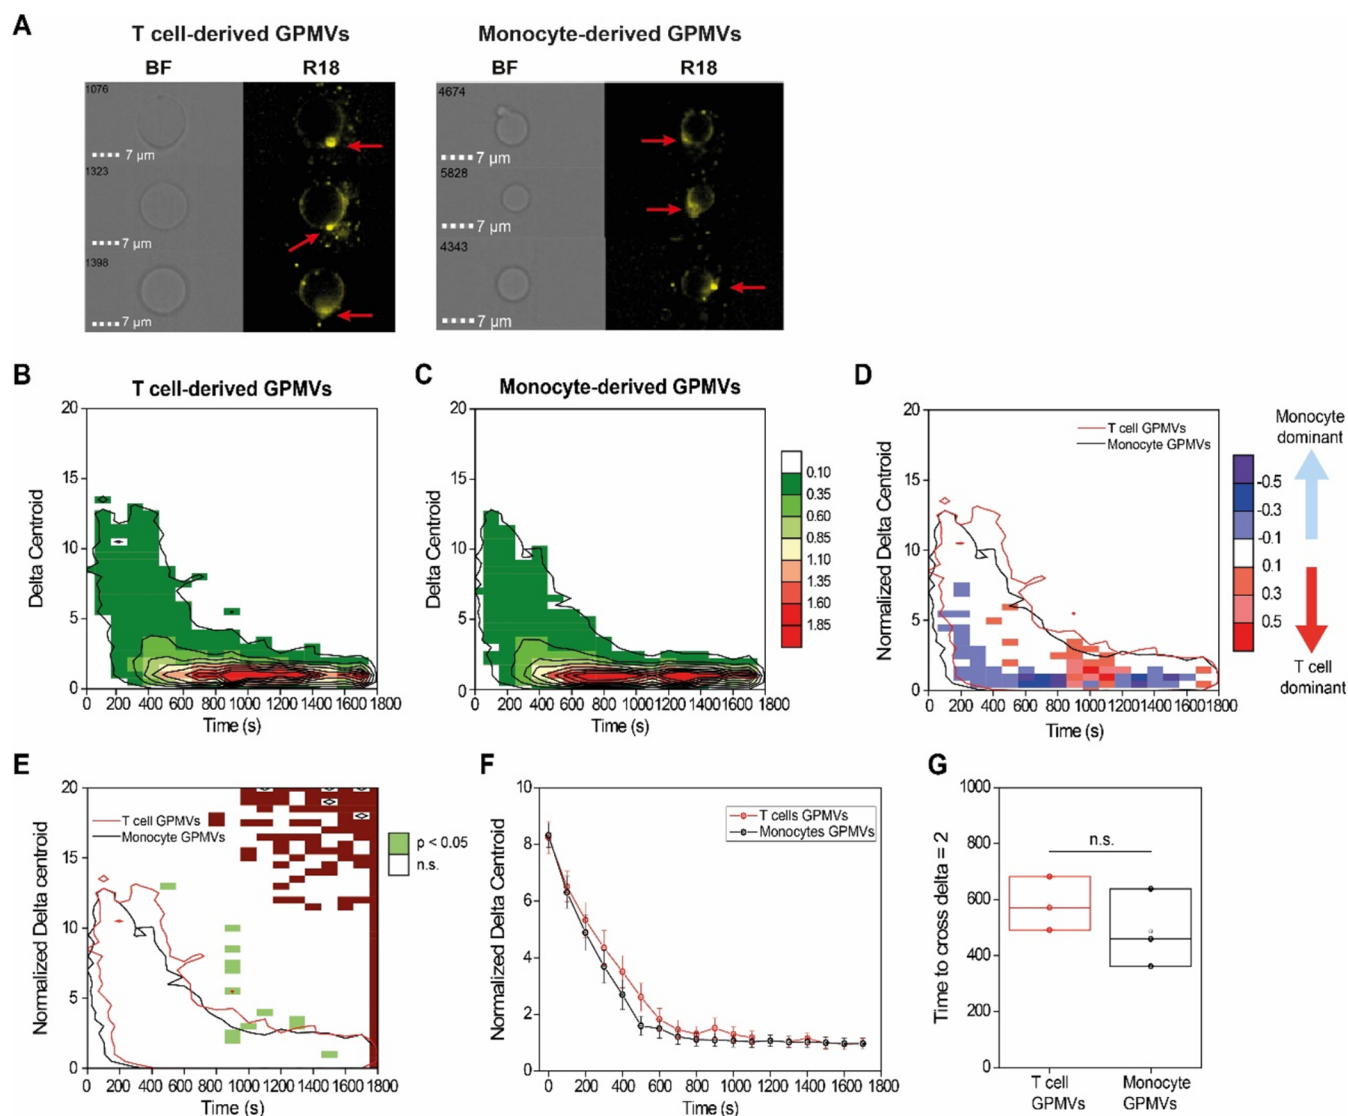 A
T cell-derived GPMVs
Monocyte-derived GPMVs
BF
R18
BF
R18
1076
7 µm
1323
7 µm
1398
7 µm
4674
7 µm
5828
7 µm
4343
7 µm
B
T cell-derived GPMVs
Delta Centroid
20
15
10
5
0
0 200 400 600 800 1000 1200 1400 1600 1800
Time (s)
C
Monocyte-derived GPMVs
Delta Centroid
20
15
10
5
0
0 200 400 600 800 1000 1200 1400 1600 1800
Time (s)
0.10
0.35
0.60
0.85
1.10
1.35
1.60
1.85
D
Normalized Delta Centroid
20
15
10
5
0
0 200 400 600 800 1000 1200 1400 1600 1800
Time (s)
T cell GPMVs
Monocyte GPMVs
-0.5
-0.3
-0.1
0.1
0.3
0.5
Monocyte
dominant
T cell
dominant
E
Normalized Delta centroid
20
15
10
5
0
0 200 400 600 800 1000 1200 1400 1600 1800
Time (s)
T cell GPMVs
Monocyte GPMVs
p < 0.05
n.s.
F
Normalized Delta Centroid
10
8
6
4
2
0
0 200 400 600 800 1000 1200 1400 1600 1800
Time (s)
T cells GPMVs
Monocytes GPMVs
G
Time to cross delta = 2
1000
800
600
400
200
0
n.s.
T cell
GPMVs
Monocyte
GPMVs